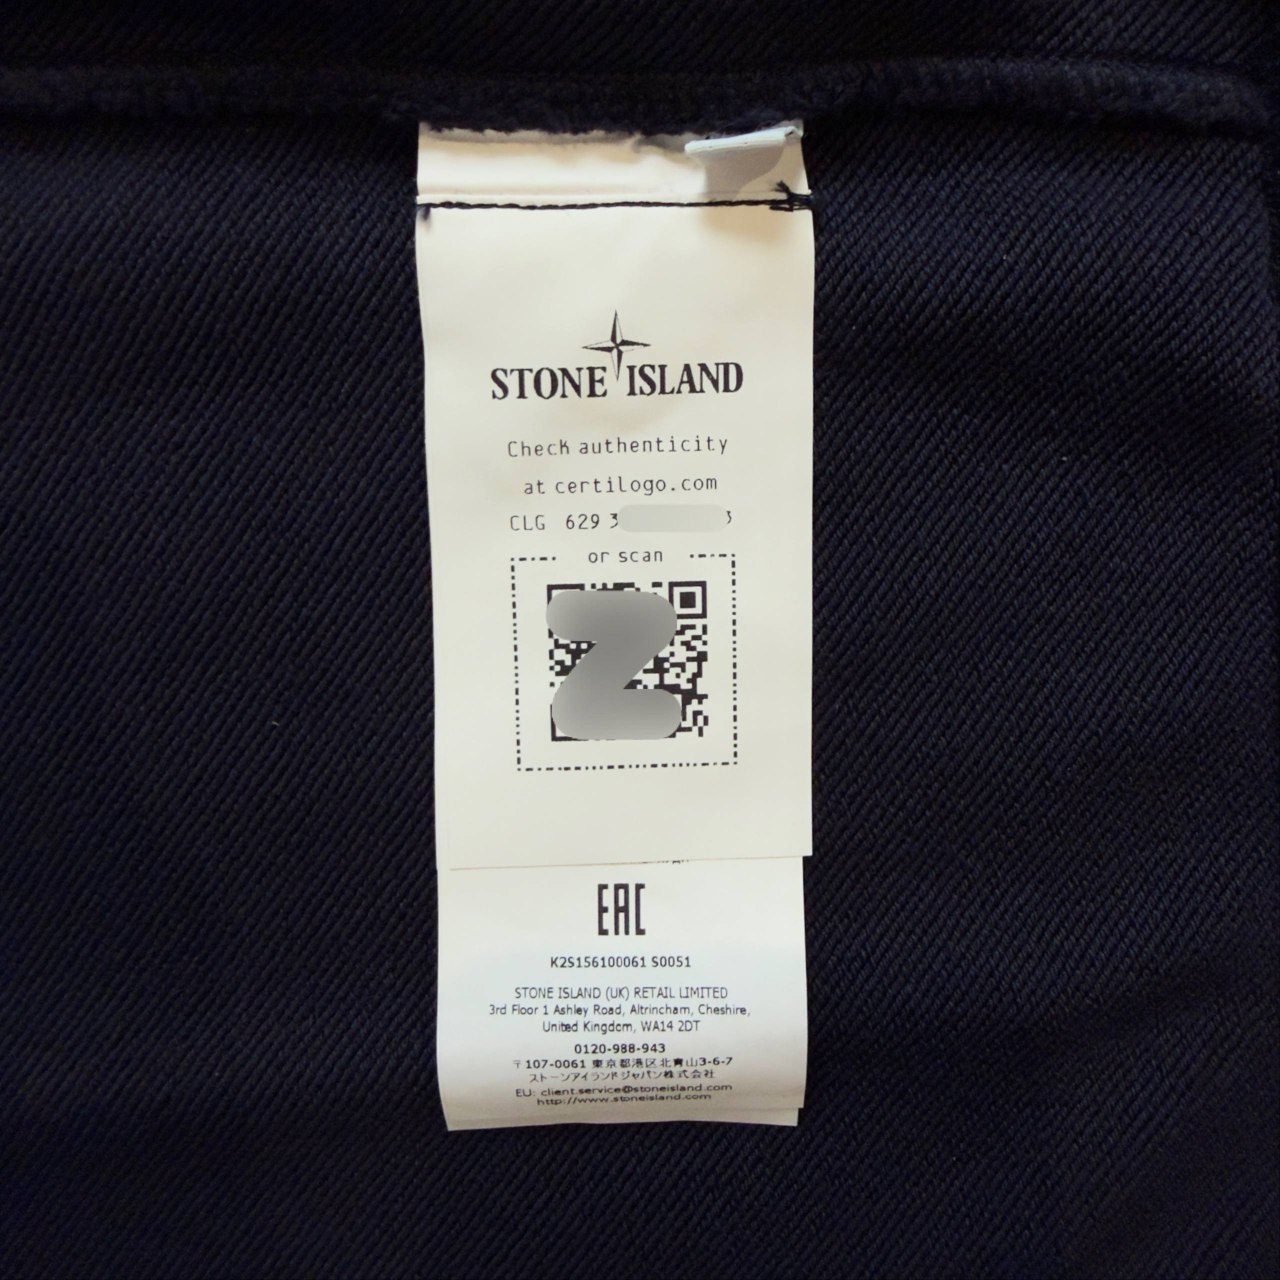 STONE ISLAND
Check authenticity
at certilogo.com
CLG 629 3 3
or scan
EAC
K2S156100061 S0051
STONE ISLAND (UK) RETAIL LIMITED
3rd Floor 1 Ashley Road, Altrincham, Cheshire,
United Kingdom, WA14 2DT
0120-988-943
〒107-0061 東京都港区北青山3-6-7
ストーンアイランドジャパン株式会社
EU: client.service@stoneisland.com
http://www.stoneisland.com